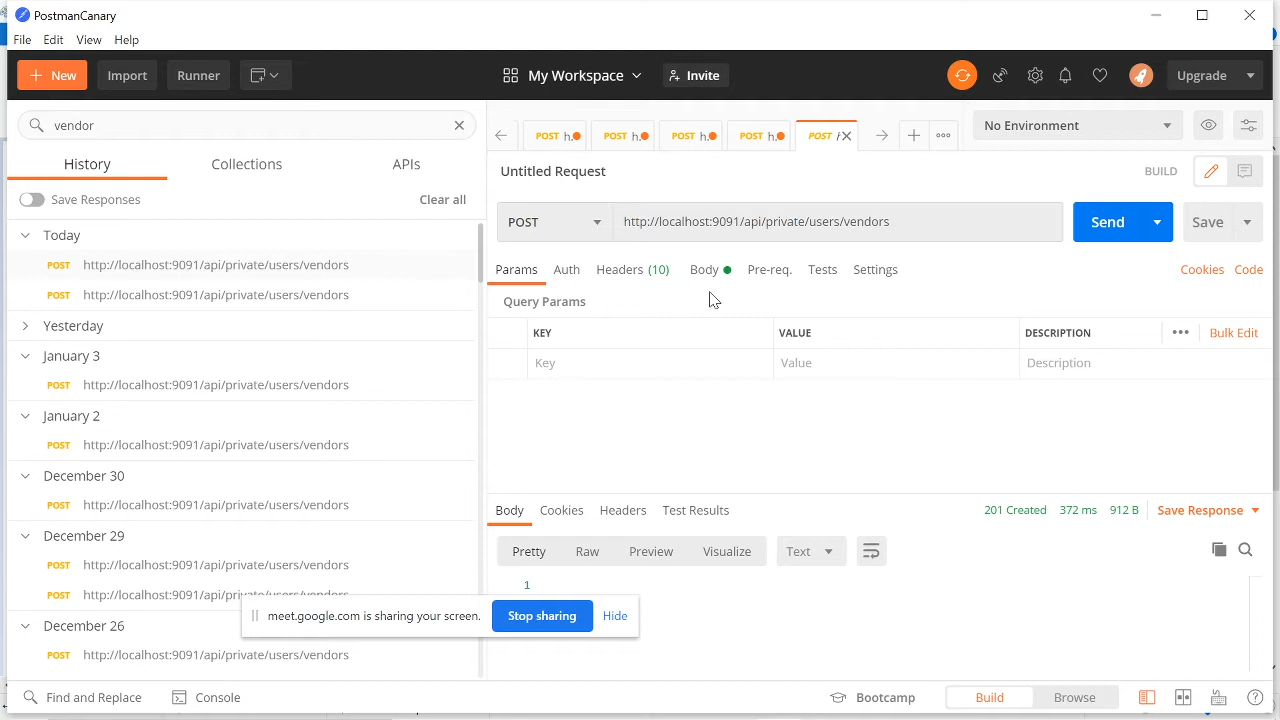 PostmanCanary
File Edit View Help
New Import Runner My Workspace Invite Upgrade
vendor
History Collections APIs
Save Responses Clear all
Today
POST http://localhost:9091/api/private/users/vendors
POST http://localhost:9091/api/private/users/vendors
Yesterday
January 3
POST http://localhost:9091/api/private/users/vendors
January 2
POST http://localhost:9091/api/private/users/vendors
December 30
POST http://localhost:9091/api/private/users/vendors
December 29
POST http://localhost:9091/api/private/users/vendors
POST http://localhost:9091/api/private/users/vendors
December 26
POST http://localhost:9091/api/private/users/vendors
POST h. POST h. POST h. POST h. POST No Environment
Untitled Request BUILD
POST http://localhost:9091/api/private/users/vendors Send Save
Params Auth Headers (10) Body Pre-req. Tests Settings Cookies Code
Query Params
KEY VALUE DESCRIPTION Bulk Edit
Key Value Description
Body Cookies Headers Test Results 201 Created 372 ms 912 B Save Response
Pretty Raw Preview Visualize Text
1
meet.google.com is sharing your screen. Stop sharing Hide
Find and Replace Console Bootcamp Build Browse